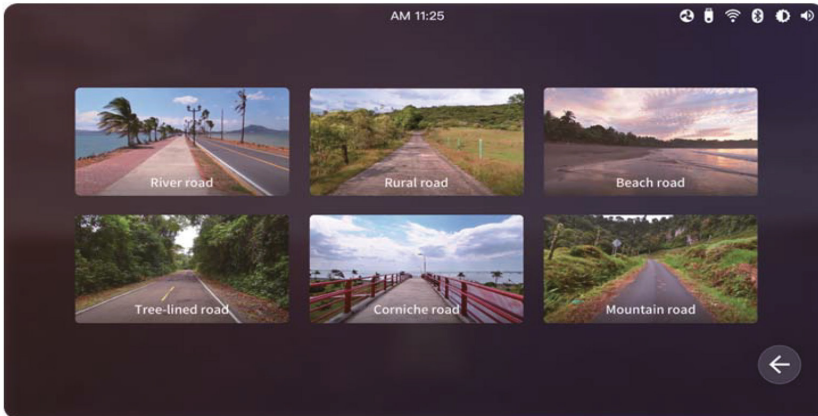 AM 11:25
River road
Rural road
Beach road
Tree-lined road
Corniche road
Mountain road